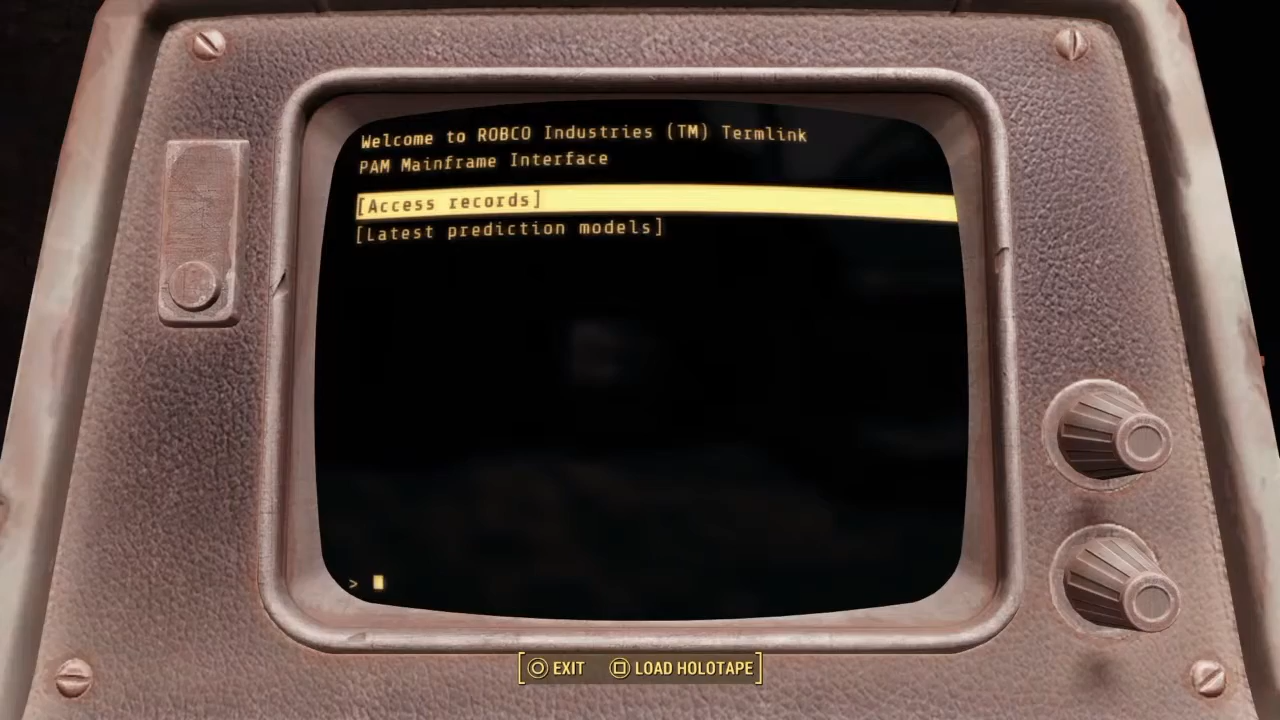 Welcome to ROBCO Industries (TM) Termlink
PAM Mainframe Interface
[Access records]
[Latest prediction models]
>
EXIT LOAD HOLOTAPE